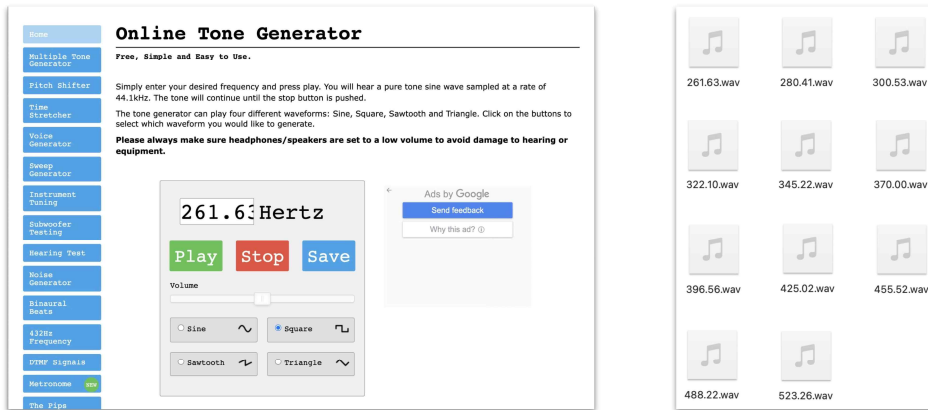 Home
Multiple Tone
Generator
Pitch Shifter
Time
Stretcher
Voice
Generator
Sweep
Generator
Instrument
Tuning
Subwoofer
Testing
Hearing Test
Noise
Generator
Binaural
Beats
432Hz
Frequency
DTMF Signals
Metronome NEW
The Pips
Online Tone Generator
Free, Simple and Easy to Use.
Simply enter your desired frequency and press play. You will hear a pure tone sine wave sampled at a rate of
44.1kHz. The tone will continue until the stop button is pushed.
The tone generator can play four different waveforms: Sine, Square, Sawtooth and Triangle. Click on the buttons to
select which waveform you would like to generate.
Please always make sure headphones/speakers are set to a low volume to avoid damage to hearing or
equipment.
261.63 Hertz
Play Stop Save
Volume
Sine Square
Sawtooth Triangle
Ads by Google
Send feedback
Why this ad?
261.63.wav 280.41.wav 300.53.wav
322.10.wav 345.22.wav 370.00.wav
396.56.wav 425.02.wav 455.52.wav
488.22.wav 523.26.wav